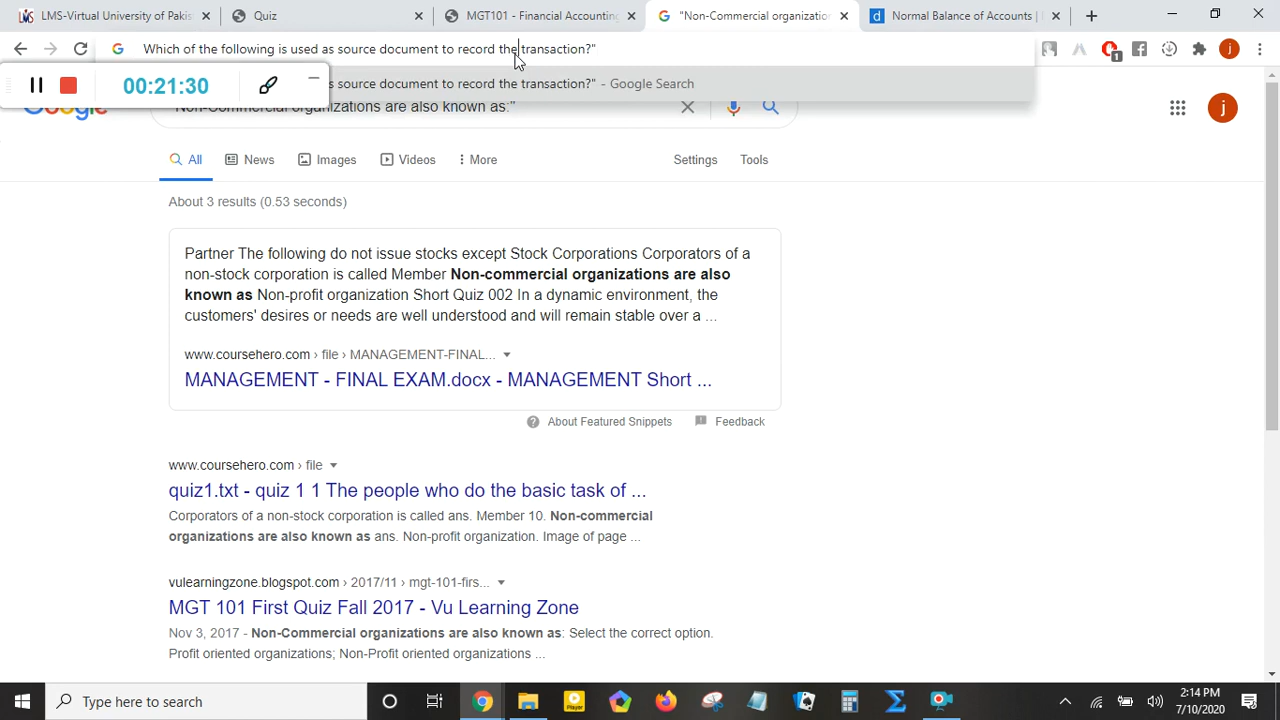 LMS-Virtual University of Pakis
Quiz
MGT101 - Financial Accounting
"Non-Commercial organization
Normal Balance of Accounts |
Which of the following is used as source document to record the transaction?"
1
00:21:30
s source document to record the transaction?" - Google Search
Google
"Non-Commercial organizations are also known as:"
j
All
News
Images
Videos
More
Settings
Tools
About 3 results (0.53 seconds)
Partner The following do not issue stocks except Stock Corporations Corporators of a
non-stock corporation is called Member Non-commercial organizations are also
known as Non-profit organization Short Quiz 002 In a dynamic environment, the
customers' desires or needs are well understood and will remain stable over a ...
www.coursehero.com › file › MANAGEMENT-FINAL...
MANAGEMENT - FINAL EXAM.docx - MANAGEMENT Short ...
About Featured Snippets
Feedback
www.coursehero.com › file
quiz1.txt - quiz 1 1 The people who do the basic task of ...
Corporators of a non-stock corporation is called ans. Member 10. Non-commercial
organizations are also known as ans. Non-profit organization. Image of page ...
vulearningzone.blogspot.com › 2017/11 › mgt-101-firs...
MGT 101 First Quiz Fall 2017 - Vu Learning Zone
Nov 3, 2017 - Non-Commercial organizations are also known as: Select the correct option.
Profit oriented organizations; Non-Profit oriented organizations ...
Type here to search
2:14 PM
7/10/2020